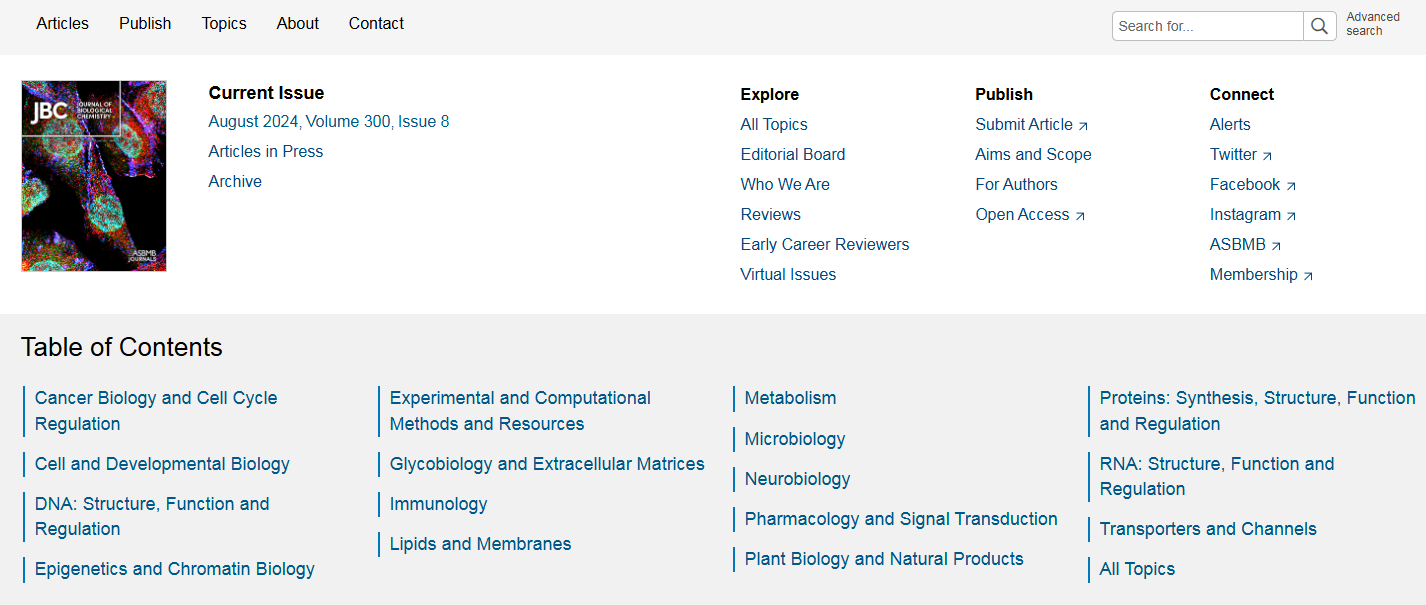 Articles
Publish
Topics
About
Contact
Search for...
Advanced
search
JBC
JOURNAL OF
BIOLOGICAL
CHEMISTRY
ASBMB
JOURNALS
Current Issue
August 2024, Volume 300, Issue 8
Articles in Press
Archive
Explore
All Topics
Editorial Board
Who We Are
Reviews
Early Career Reviewers
Virtual Issues
Publish
Submit Article
Aims and Scope
For Authors
Open Access
Connect
Alerts
Twitter
Facebook
Instagram
ASBMB
Membership
Table of Contents
Cancer Biology and Cell Cycle
Regulation
Cell and Developmental Biology
DNA: Structure, Function and
Regulation
Epigenetics and Chromatin Biology
Experimental and Computational
Methods and Resources
Glycobiology and Extracellular Matrices
Immunology
Lipids and Membranes
Metabolism
Microbiology
Neurobiology
Pharmacology and Signal Transduction
Plant Biology and Natural Products
Proteins: Synthesis, Structure, Function
and Regulation
RNA: Structure, Function and
Regulation
Transporters and Channels
All Topics